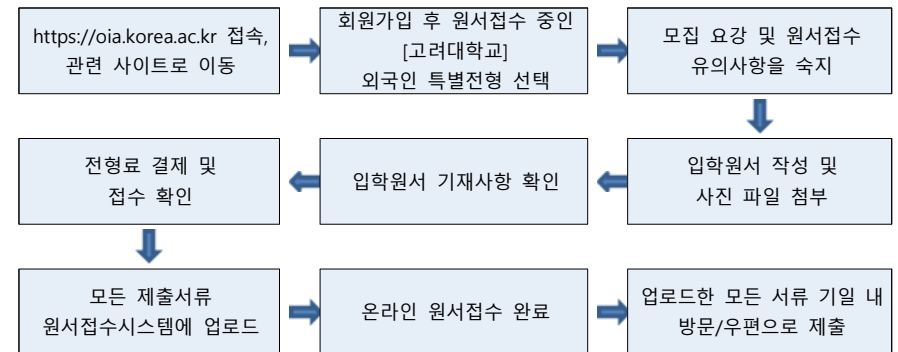 https://oia.korea.ac.kr 접속,
관련 사이트로 이동
회원가입 후 원서접수 중인
[고려대학교]
외국인 특별전형 선택
모집 요강 및 원서접수
유의사항을 숙지
입학원서 작성 및
사진 파일 첨부
입학원서 기재사항 확인
전형료 결제 및
접수 확인
모든 제출서류
원서접수시스템에 업로드
온라인 원서접수 완료
업로드한 모든 서류 기일 내
방문/우편으로 제출